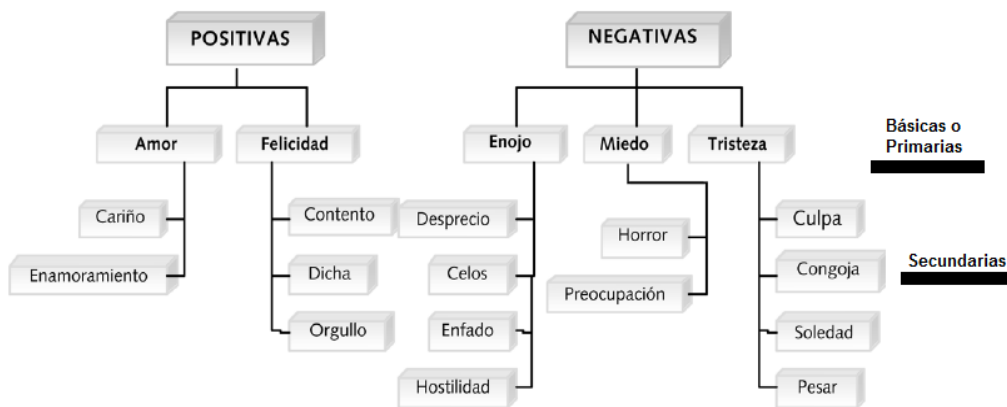 POSITIVAS
NEGATIVAS
Amor
Felicidad
Enojo
Miedo
Tristeza
Básicas o
Primarias
Cariño
Contento
Desprecio
Horror
Culpa
Enamoramiento
Dicha
Celos
Preocupación
Congoja
Secundarias
Orgullo
Enfado
Soledad
Hostilidad
Pesar